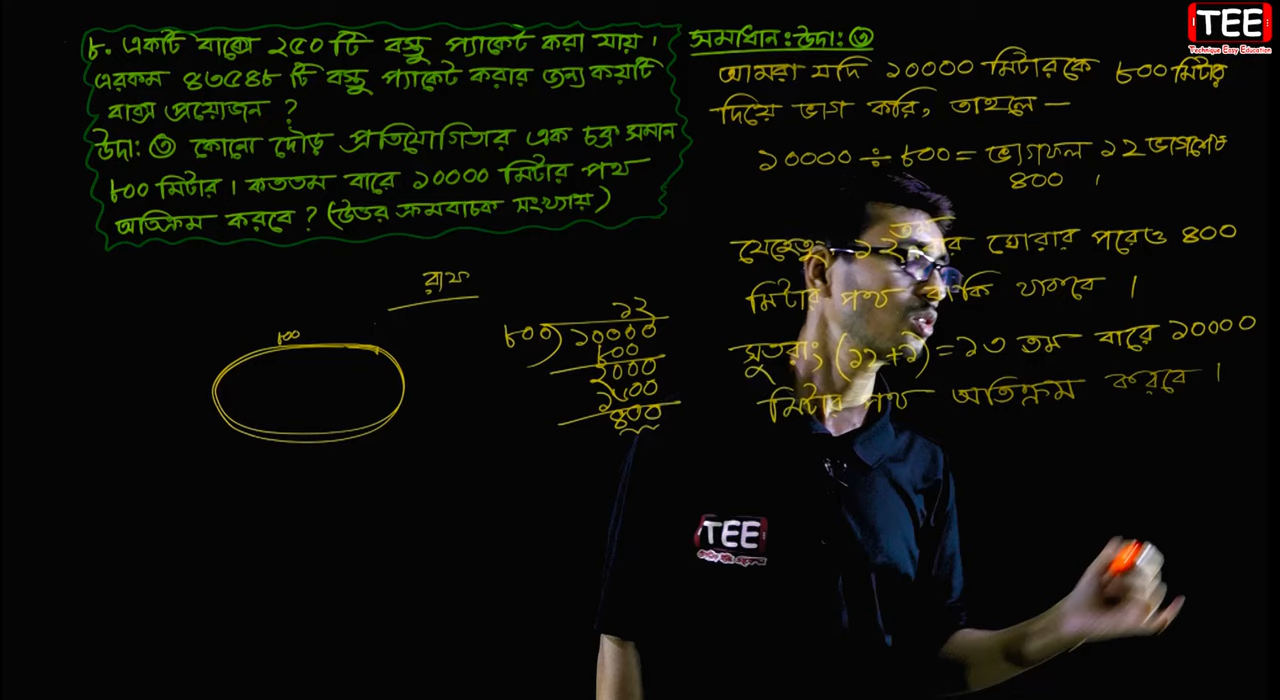 ৮. একটি বাক্সে ২৫০ টি বস্তু প্যাকেট করা যায়।
এরকম ৪৩৫৪৮ টি বস্তু প্যাকেট করার জন্য কয়টি
বাক্স প্রয়োজন ?
উদা: ৩ কোনো দৌড় প্রতিযোগিতার এক চক্র সমান
৮০০ মিটার। কততম বারে ১০০০০ মিটার পথ
অতিক্রম করবে ? (উত্তর ক্রমবাচক সংখ্যায়)
রাফ
৮০০
১২
৮০০) ১০০০০
৮০০
২০০০
১৬০০
৪০০
TEE
Technique Easy Education
সমাধান : উদা: ৩
আমরা যদি ১০০০০ মিটারকে ৮০০ মিটার
দিয়ে ভাগ করি, তাহলে —
১০০০০ ÷ ৮০০ = ভাগফল ১২ ভাগশেষ
৪০০ ।
যেহেতু, ১২ তম বার ঘোরার পরেও ৪০০
মিটার পথ বাকি থাকবে ।
সুতরাং (১২+১) = ১৩ তম বারে ১০০০০
মিটার পথ অতিক্রম করবে ।
TEE